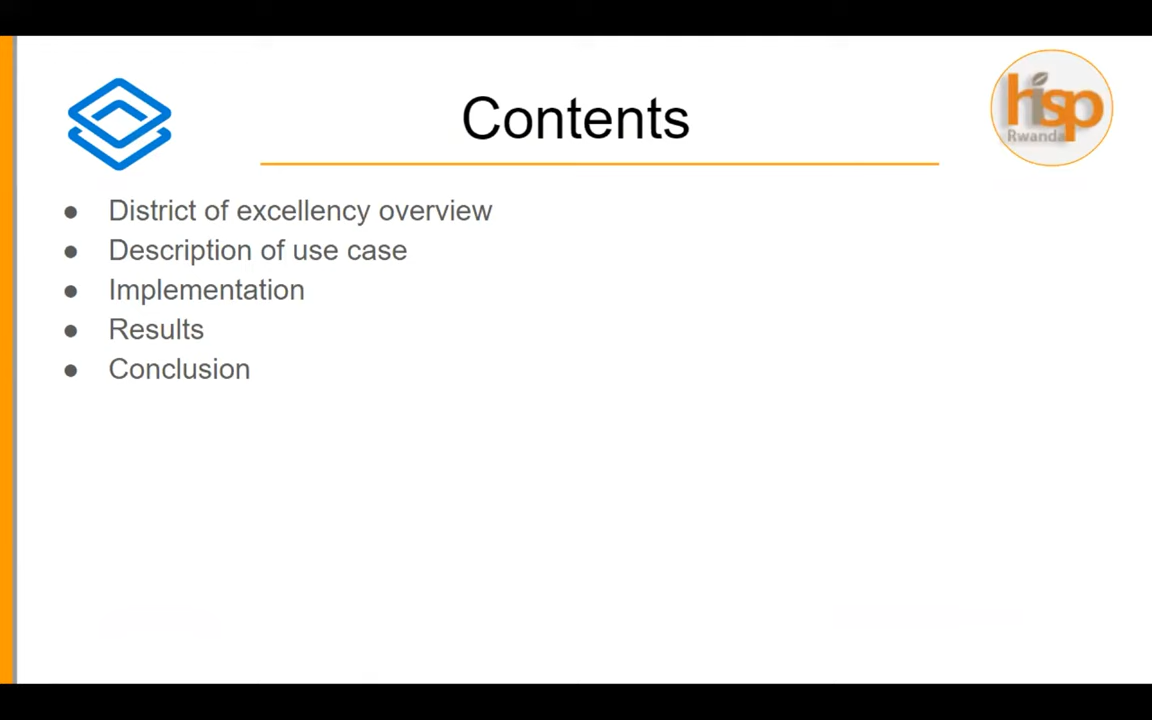 Contents
hisp
Rwanda
● District of excellency overview
● Description of use case
● Implementation
● Results
● Conclusion